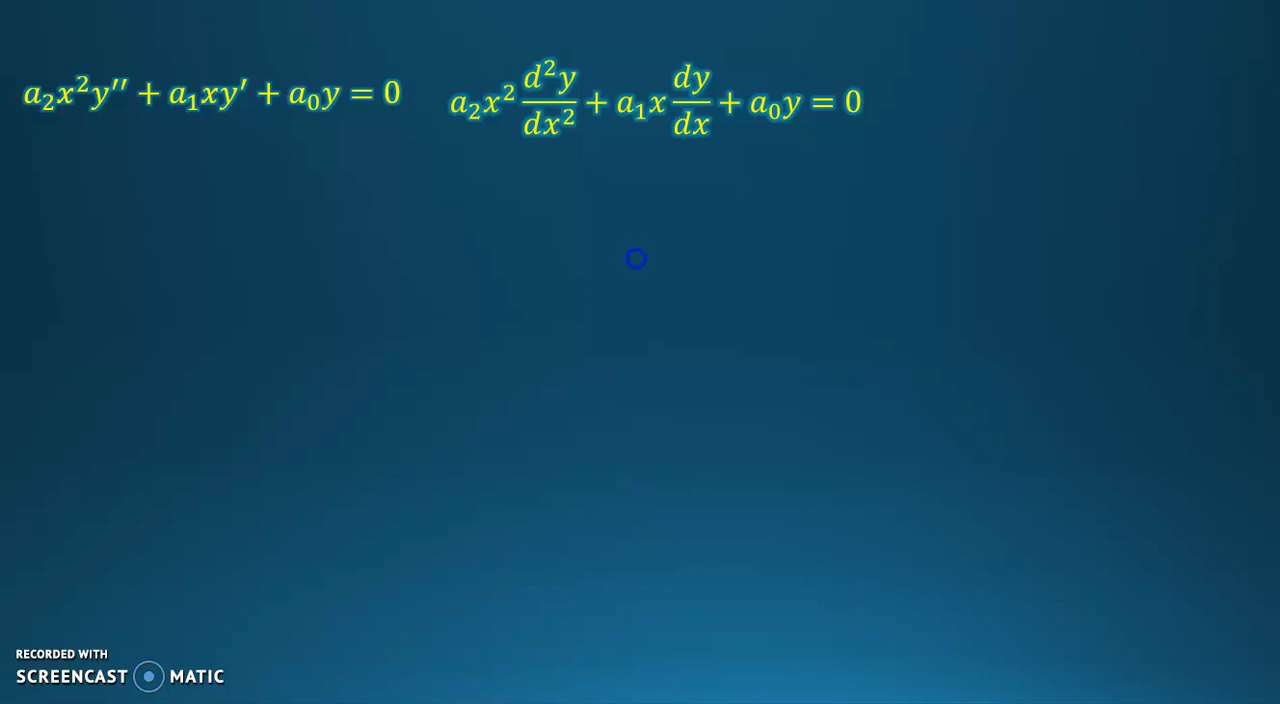 a₂x²y′′ + a₁xy′ + a₀y = 0
a₂x² d²y/dx² + a₁x dy/dx + a₀y = 0
RECORDED WITH
SCREENCAST MATIC